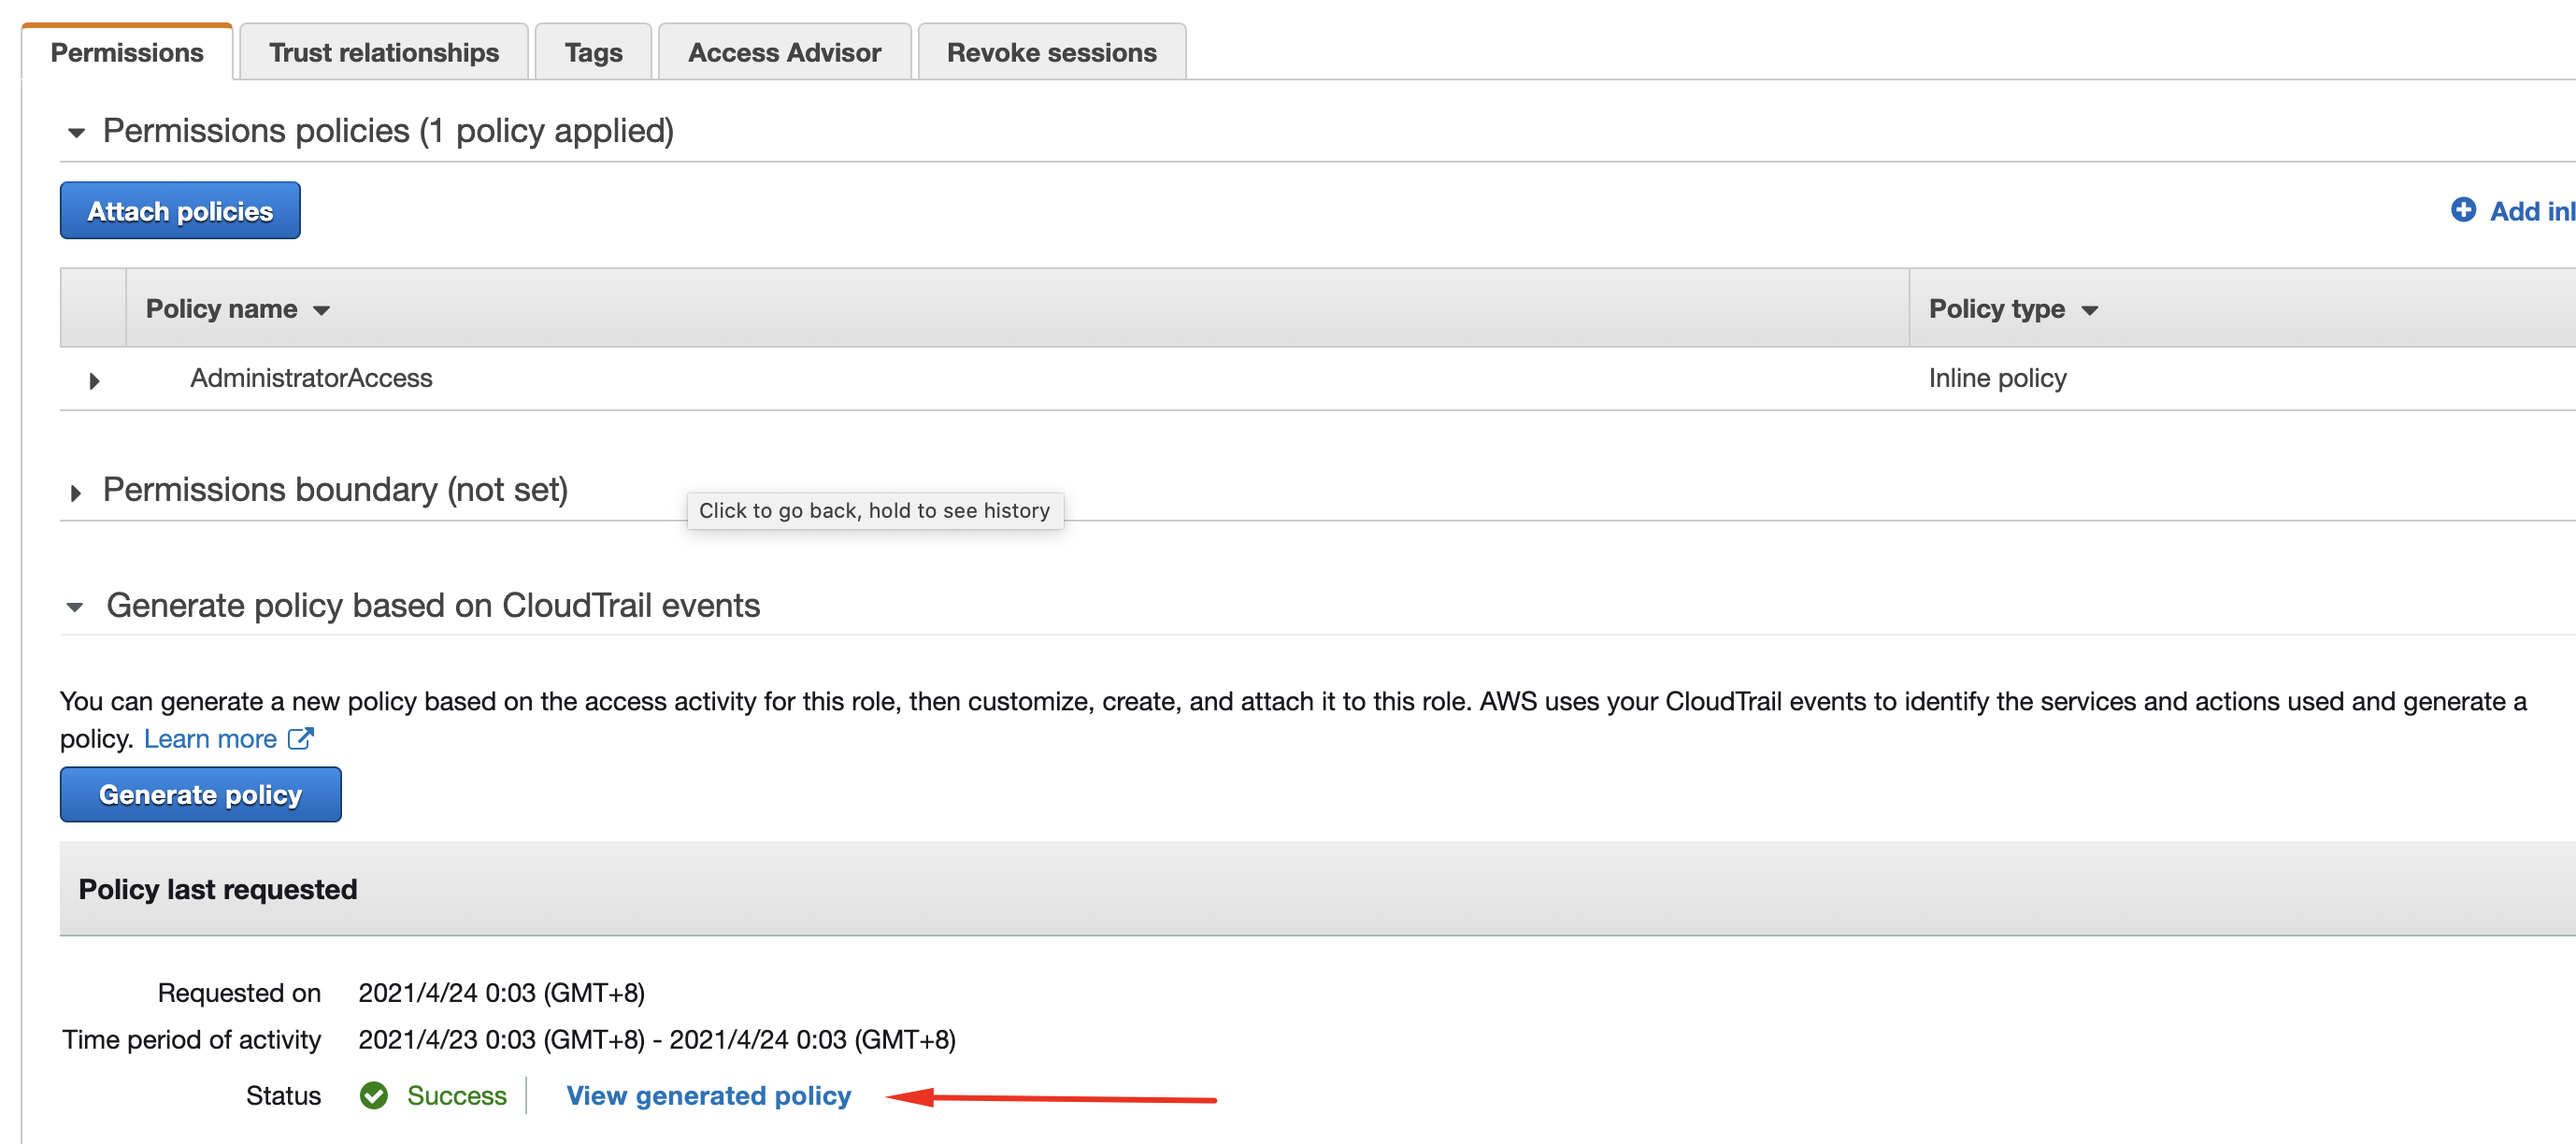 Permissions Trust relationships Tags Access Advisor Revoke sessions
Permissions policies (1 policy applied)
Attach policies
Add inl
Policy name Policy type
AdministratorAccess Inline policy
Permissions boundary (not set)
Click to go back, hold to see history
Generate policy based on CloudTrail events
You can generate a new policy based on the access activity for this role, then customize, create, and attach it to this role. AWS uses your CloudTrail events to identify the services and actions used and generate a
policy. Learn more
Generate policy
Policy last requested
Requested on 2021/4/24 0:03 (GMT+8)
Time period of activity 2021/4/23 0:03 (GMT+8) - 2021/4/24 0:03 (GMT+8)
Status Success View generated policy